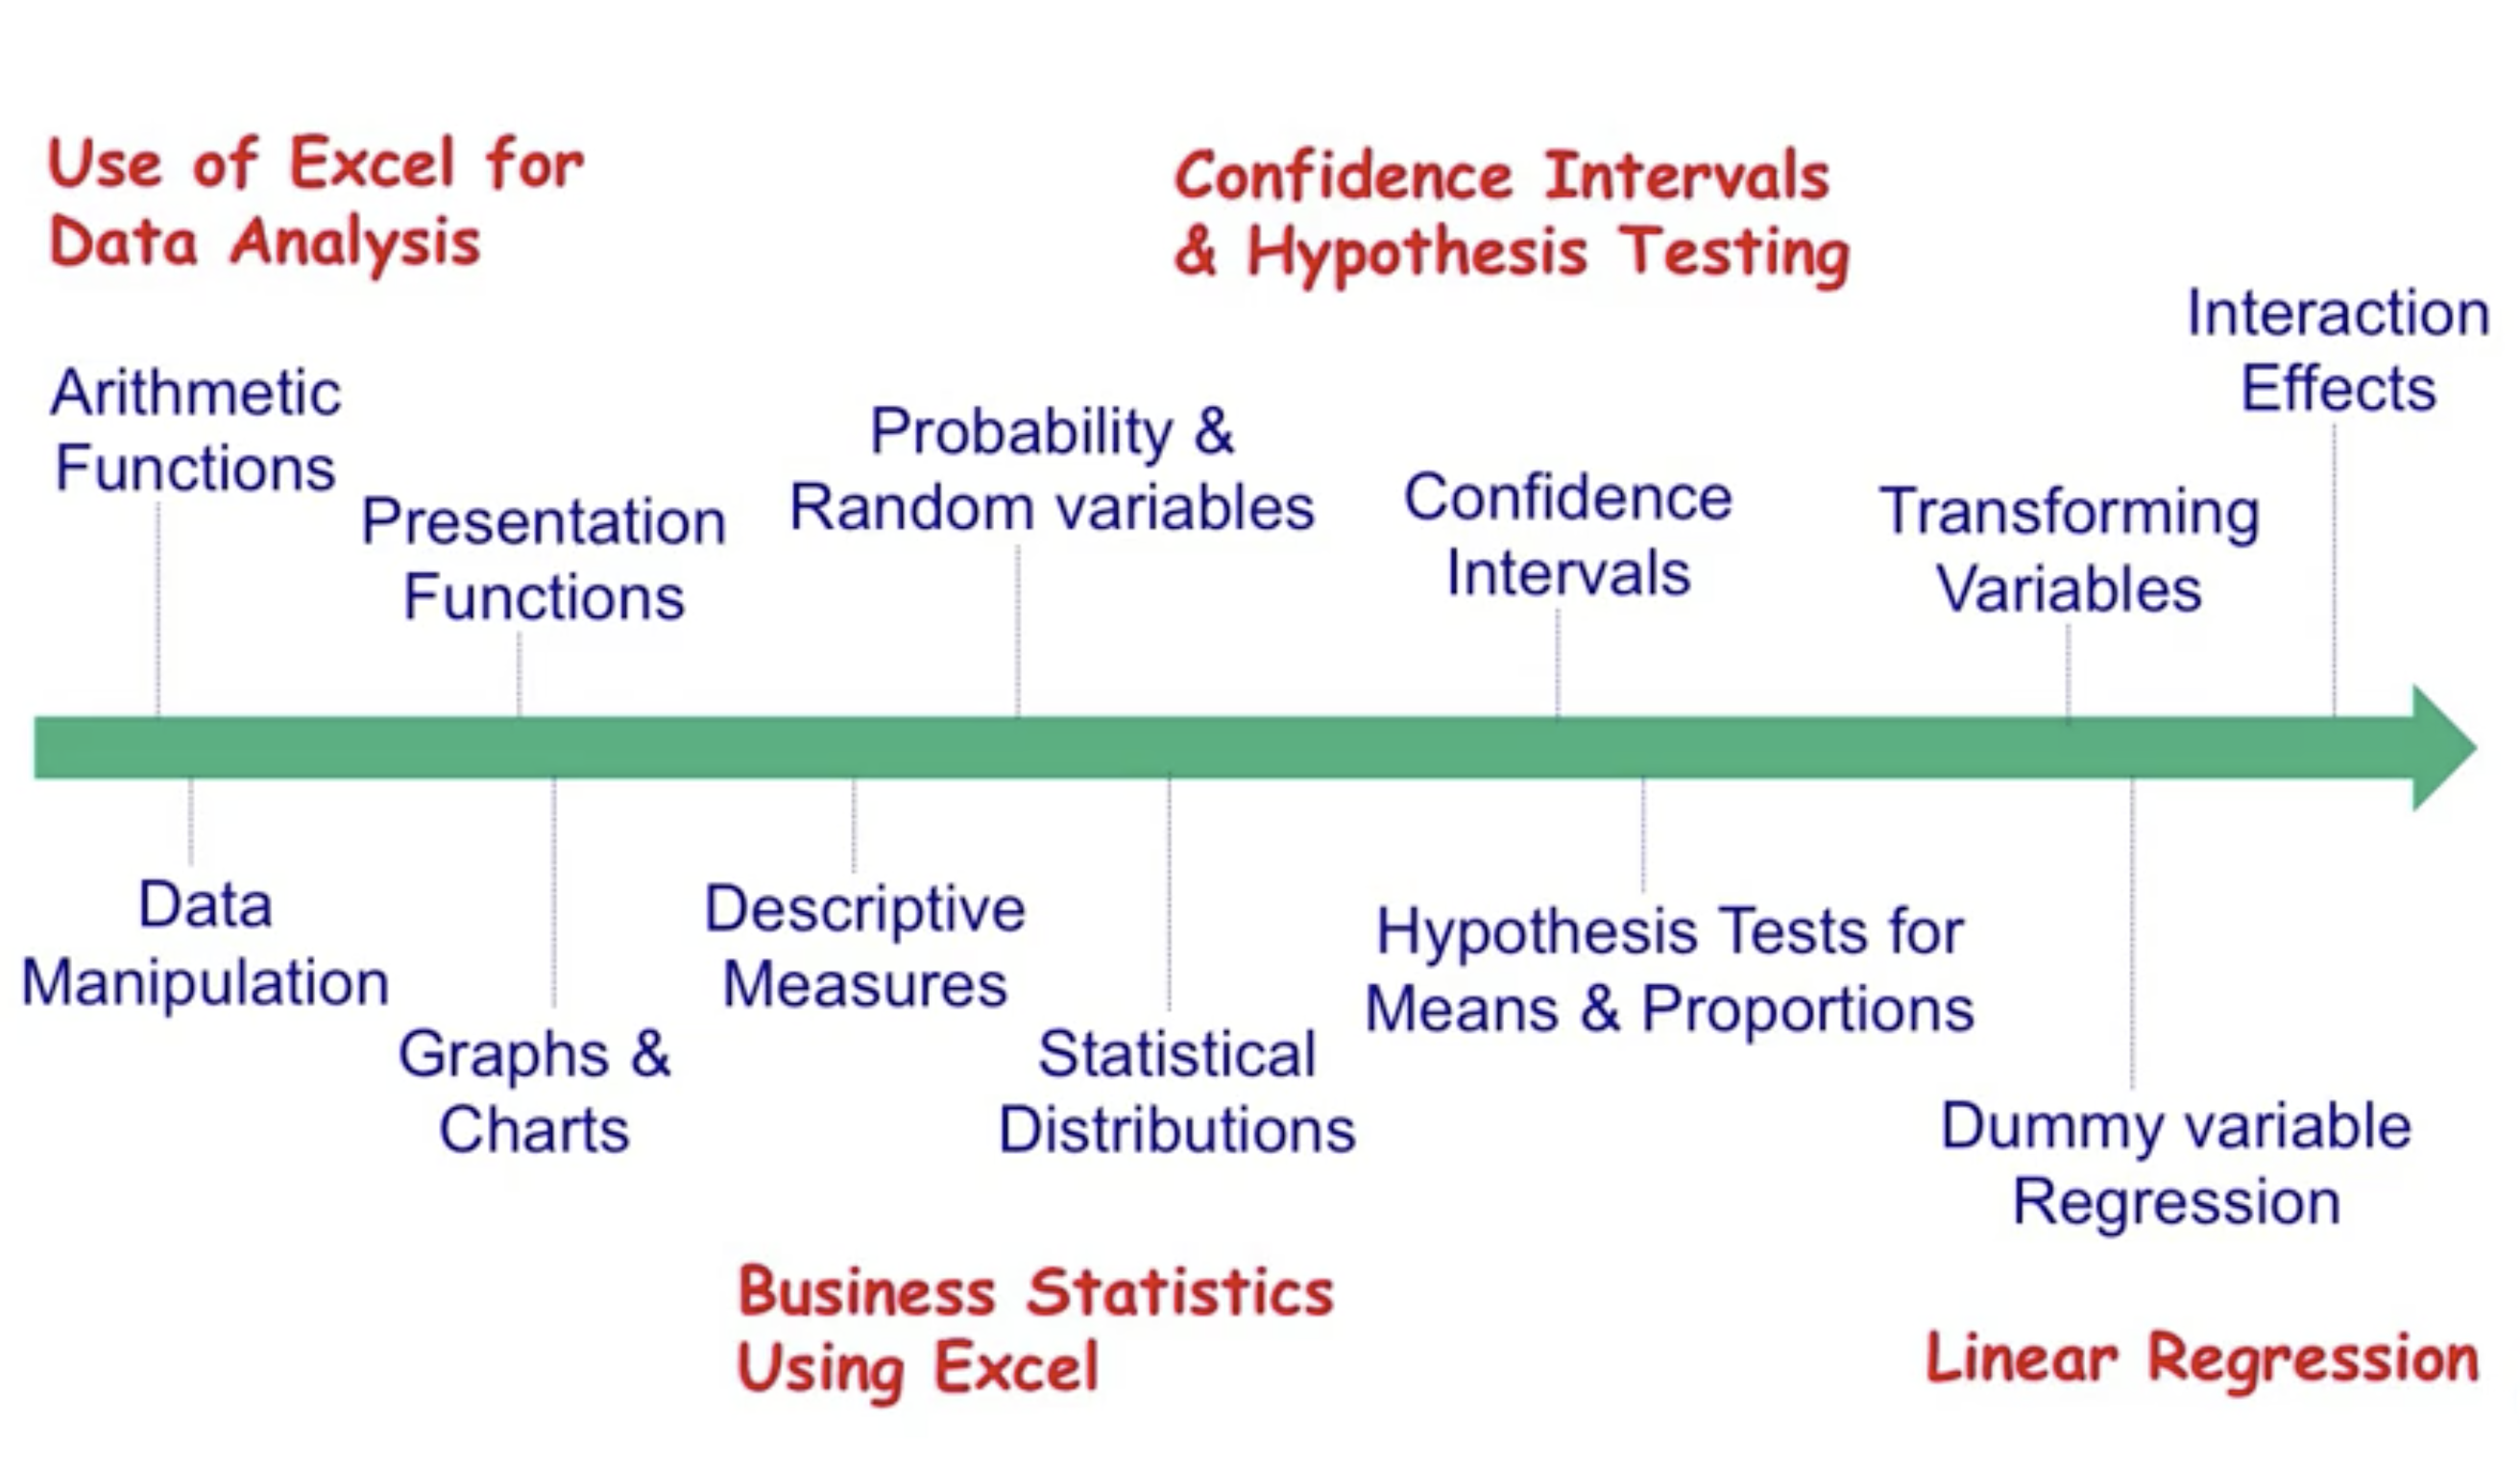 Use of Excel for
Data Analysis
Confidence Intervals
& Hypothesis Testing
Interaction
Effects
Arithmetic
Functions
Presentation
Functions
Probability &
Random variables
Confidence
Intervals
Transforming
Variables
Data
Manipulation
Graphs &
Charts
Descriptive
Measures
Statistical
Distributions
Hypothesis Tests for
Means & Proportions
Dummy variable
Regression
Business Statistics
Using Excel
Linear Regression